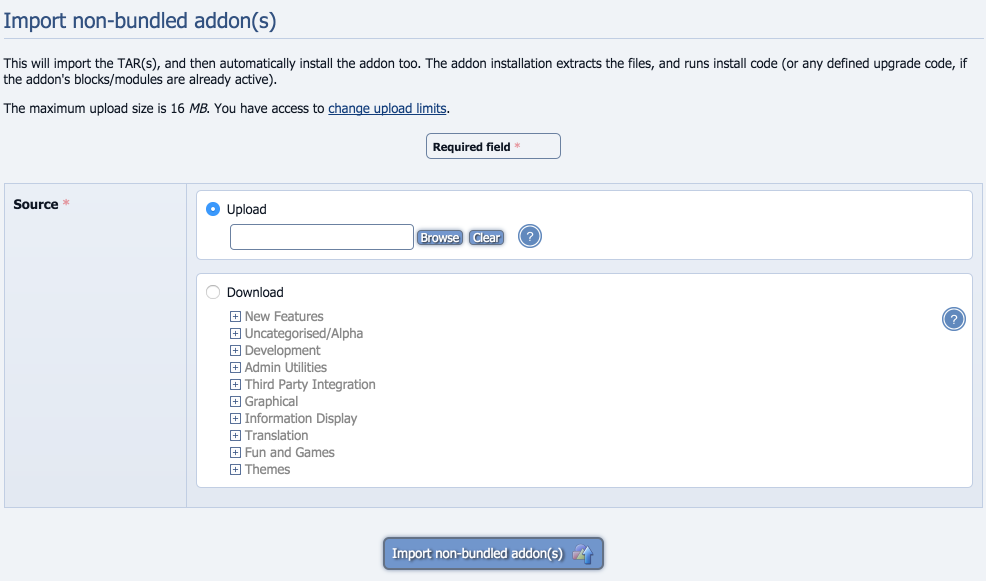 Import non-bundled addon(s)
This will import the TAR(s), and then automatically install the addon too. The addon installation extracts the files, and runs install code (or any defined upgrade code, if
the addon's blocks/modules are already active).
The maximum upload size is 16 MB. You have access to change upload limits.
Required field *
Source *
Upload
Browse Clear ?
Download
?
New Features
Uncategorised/Alpha
Development
Admin Utilities
Third Party Integration
Graphical
Information Display
Translation
Fun and Games
Themes
Import non-bundled addon(s)